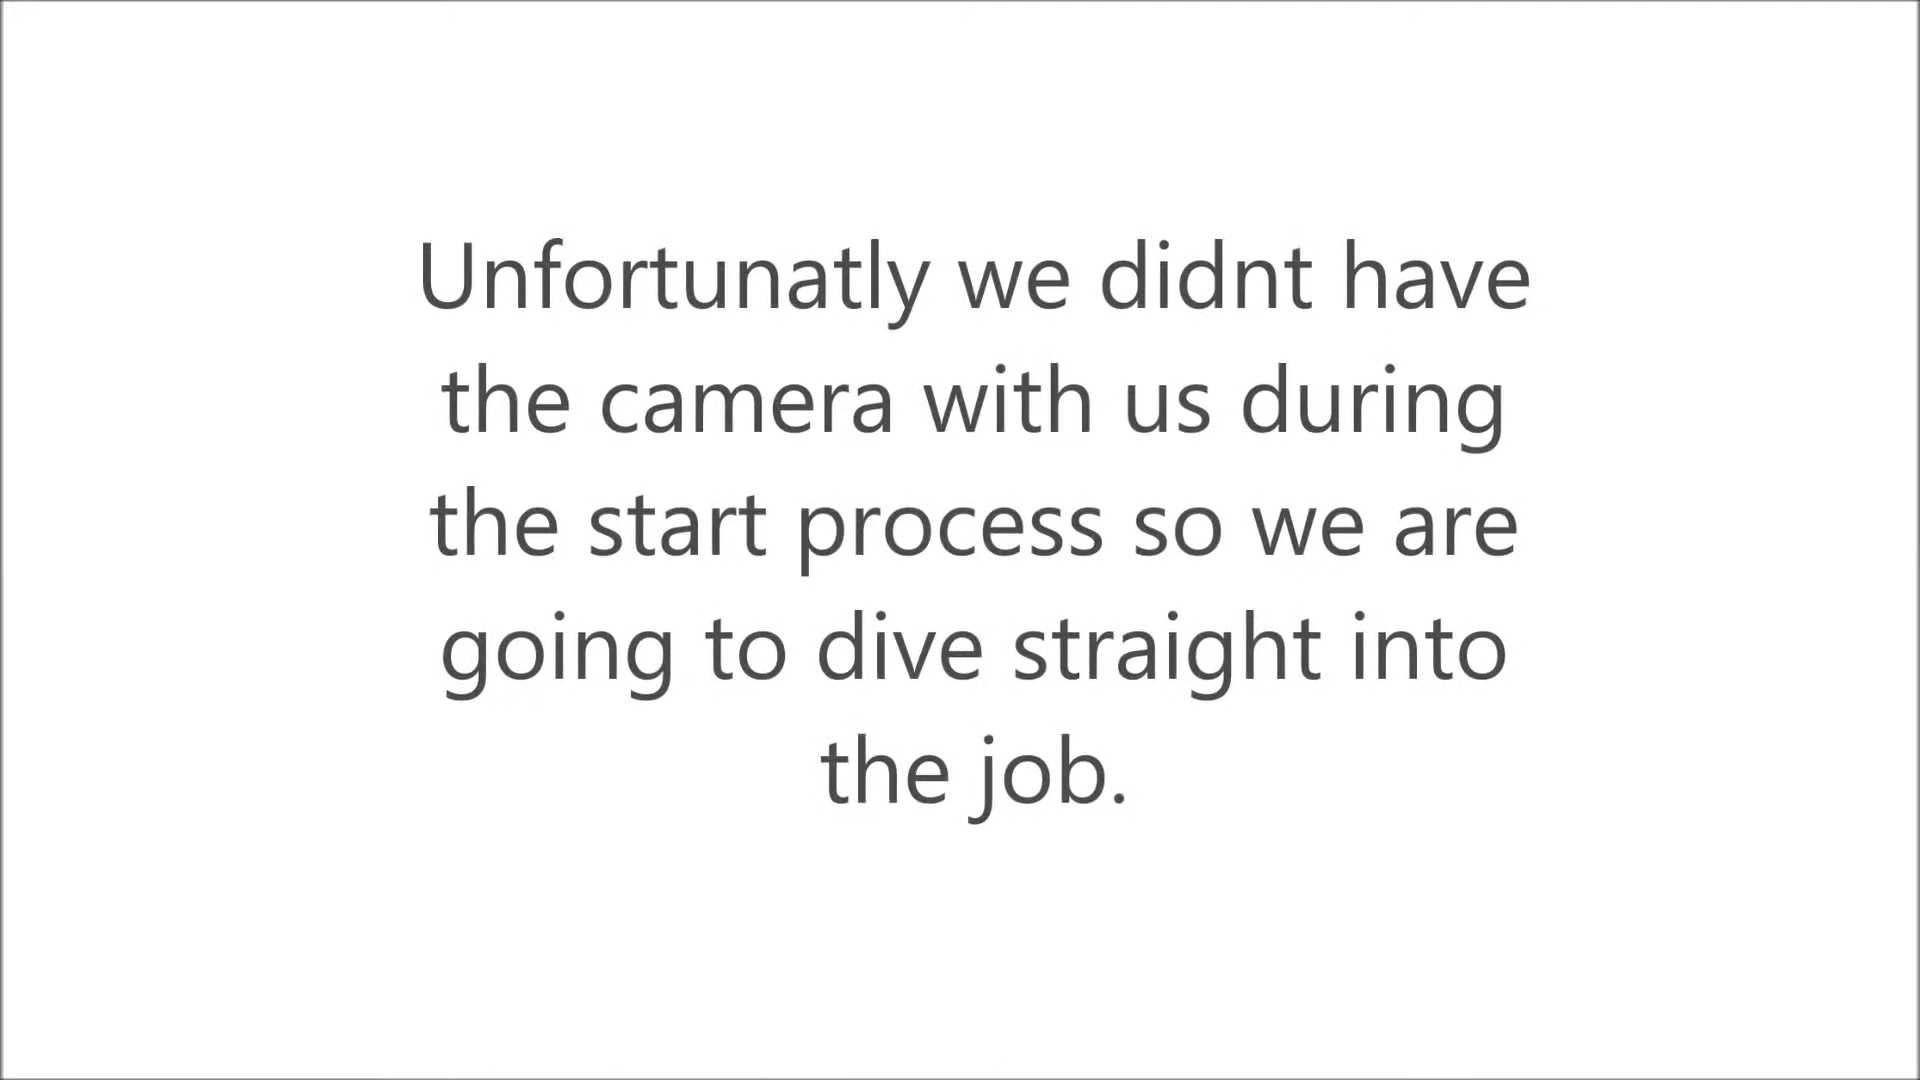 Unfortunatly we didnt have
the camera with us during
the start process so we are
going to dive straight into
the job.